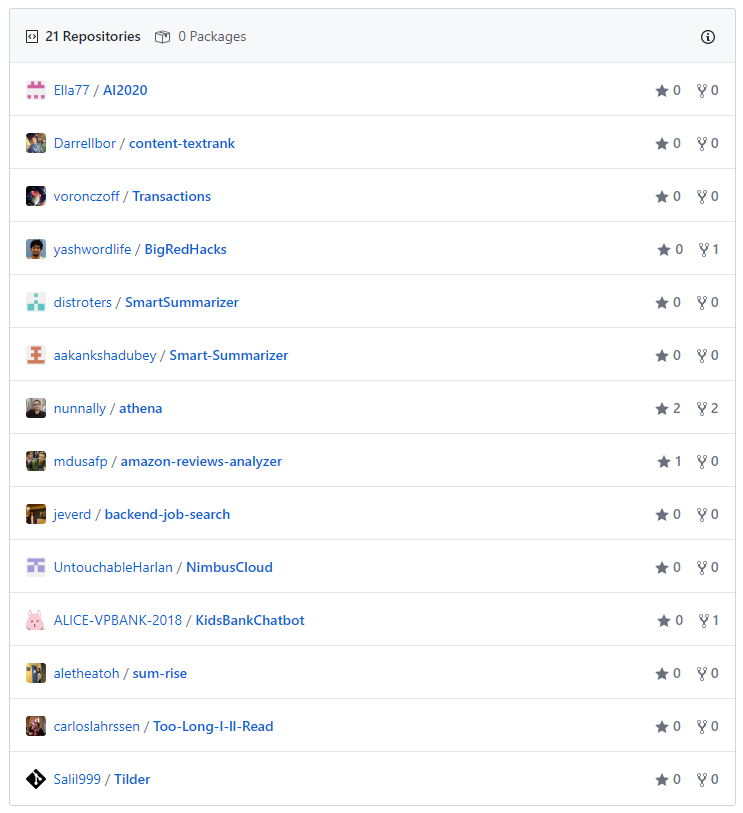 21 Repositories 0 Packages
Ella77 / AI2020 0 0
Darrellbor / content-textrank 0 0
voronczoff / Transactions 0 0
yashwordlife / BigRedHacks 0 1
distroters / SmartSummarizer 0 0
aakankshadubey / Smart-Summarizer 0 0
nunnally / athena 2 2
mdusafp / amazon-reviews-analyzer 1 0
jeverd / backend-job-search 0 0
UntouchableHarlan / NimbusCloud 0 0
ALICE-VPBANK-2018 / KidsBankChatbot 0 1
aletheatoh / sum-rise 0 0
carloslahrssen / Too-Long-I-ll-Read 0 0
Salil999 / Tilder 0 0